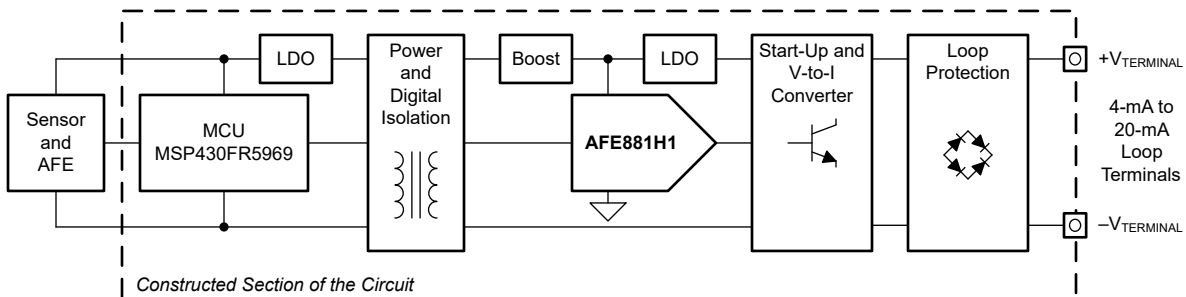 LDO
Power
and
Digital
Isolation
Boost
LDO
Start-Up and
V-to-I
Converter
Loop
Protection
+VTERMINAL
Sensor
and
AFE
MCU
MSP430FR5969
AFE881H1
4-mA to
20-mA
Loop
Terminals
–VTERMINAL
Constructed Section of the Circuit